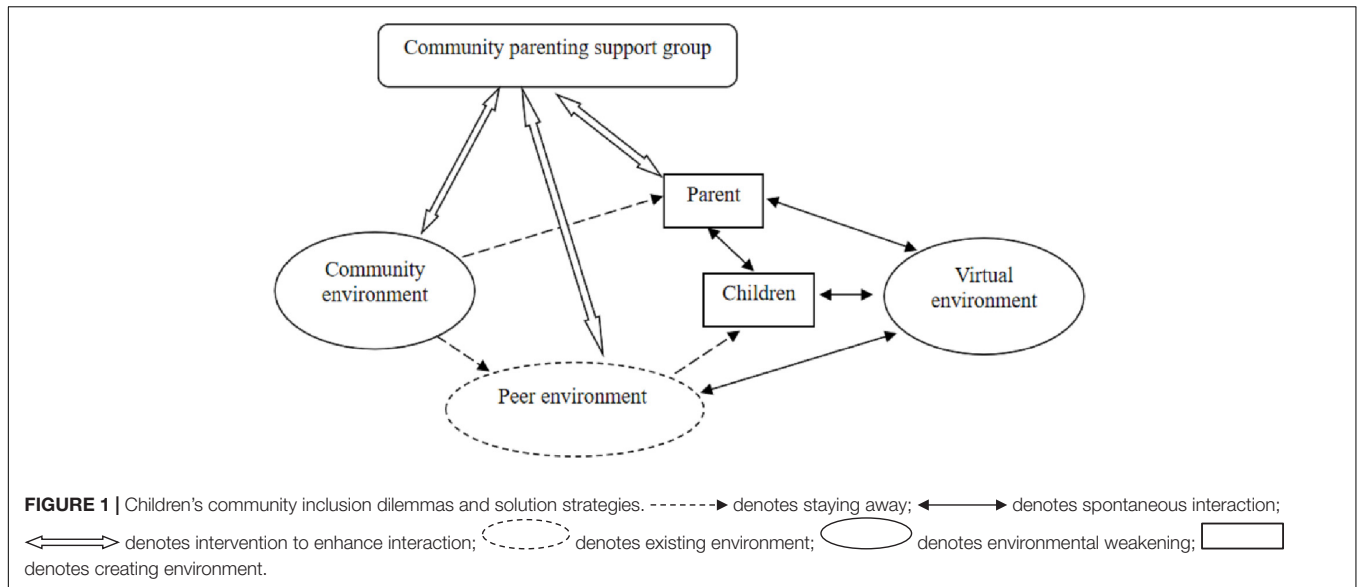 Community parenting support group
Parent
Community
environment
Children
Virtual
environment
Peer environment
FIGURE 1 | Children's community inclusion dilemmas and solution strategies. denotes staying away; denotes spontaneous interaction;
denotes intervention to enhance interaction; denotes existing environment; denotes environmental weakening;
denotes creating environment.